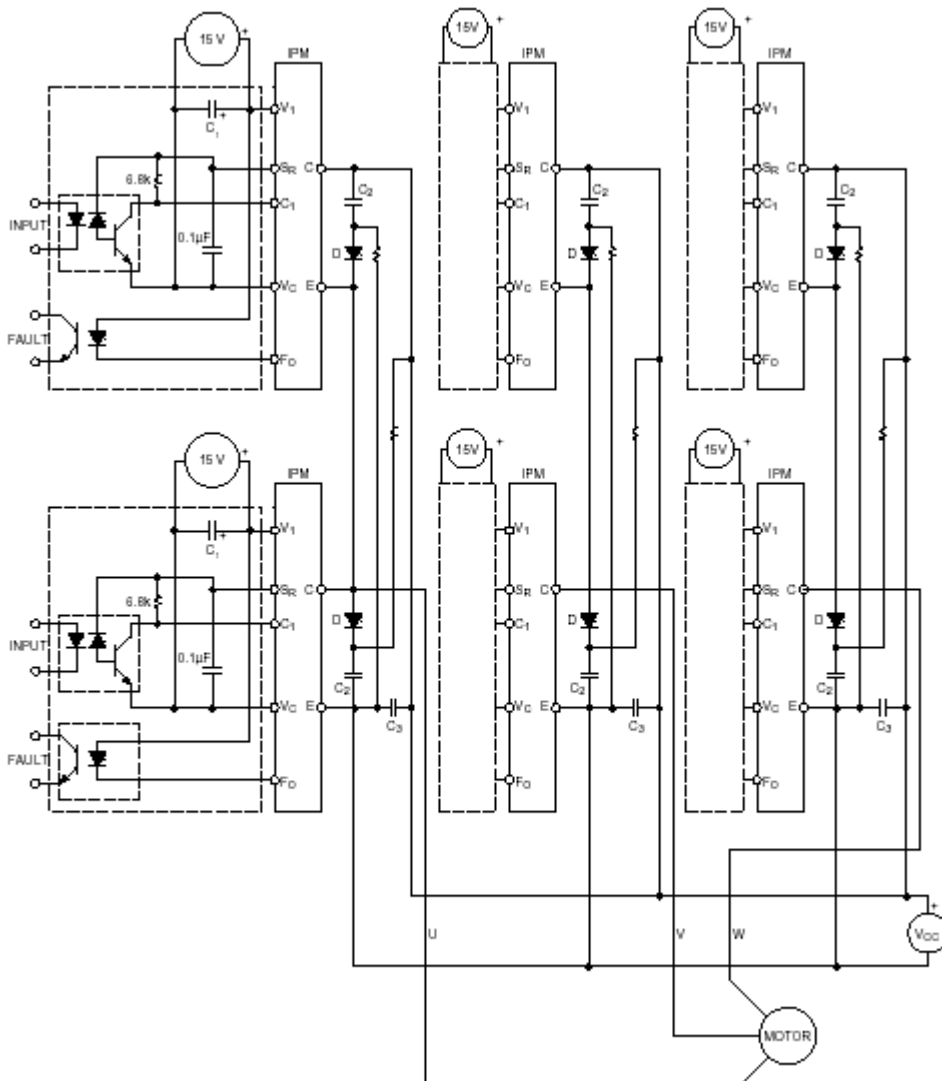 15 V +
15V +
15V +
IPM
IPM
IPM
V1
V1
V1
C1 +
SR C
SR C
SR C
6.8k
C2
C2
C2
C1
C1
C1
INPUT
0.1µF
D
D
D
VC E
VC E
VC E
FAULT
FO
FO
FO
15 V +
15V +
15V +
IPM
IPM
IPM
V1
V1
V1
C1 +
SR C
SR C
SR C
6.8k
D
D
D
C1
C1
C1
INPUT
0.1µF
C2
C2
C2
VC E
VC E
VC E
C3
C3
C3
FAULT
FO
FO
FO
+
U
V
W
VCC
MOTOR